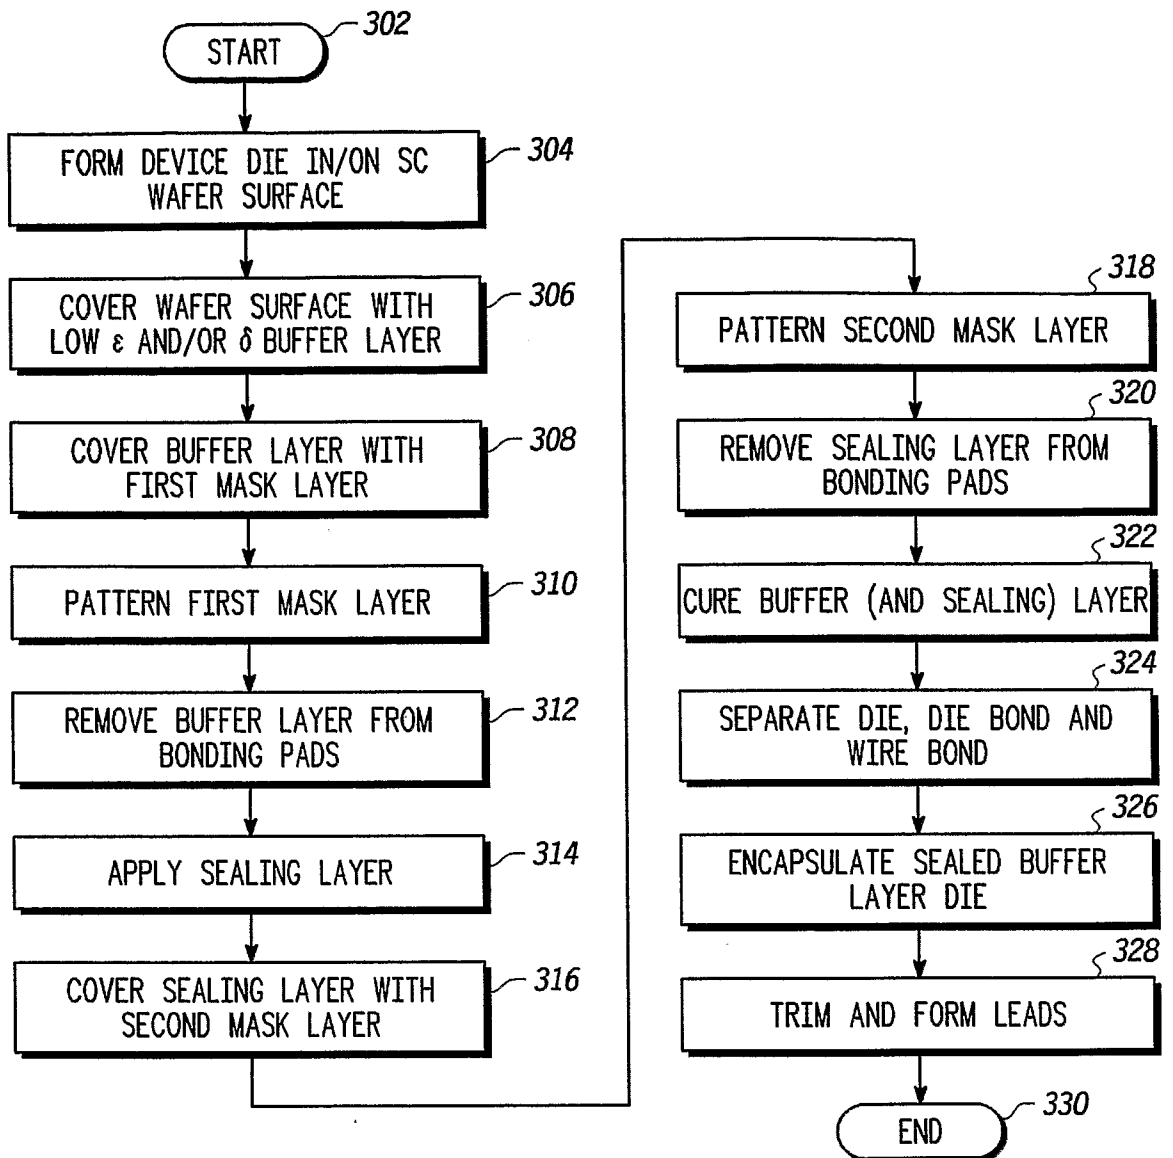 START
302
FORM DEVICE DIE IN/ON SC
WAFER SURFACE
304
COVER WAFER SURFACE WITH
LOW ε AND/OR δ BUFFER LAYER
306
COVER BUFFER LAYER WITH
FIRST MASK LAYER
308
PATTERN FIRST MASK LAYER
310
REMOVE BUFFER LAYER FROM
BONDING PADS
312
APPLY SEALING LAYER
314
COVER SEALING LAYER WITH
SECOND MASK LAYER
316
318
PATTERN SECOND MASK LAYER
320
REMOVE SEALING LAYER FROM
BONDING PADS
322
CURE BUFFER (AND SEALING) LAYER
324
SEPARATE DIE, DIE BOND AND
WIRE BOND
326
ENCAPSULATE SEALED BUFFER
LAYER DIE
328
TRIM AND FORM LEADS
END
330